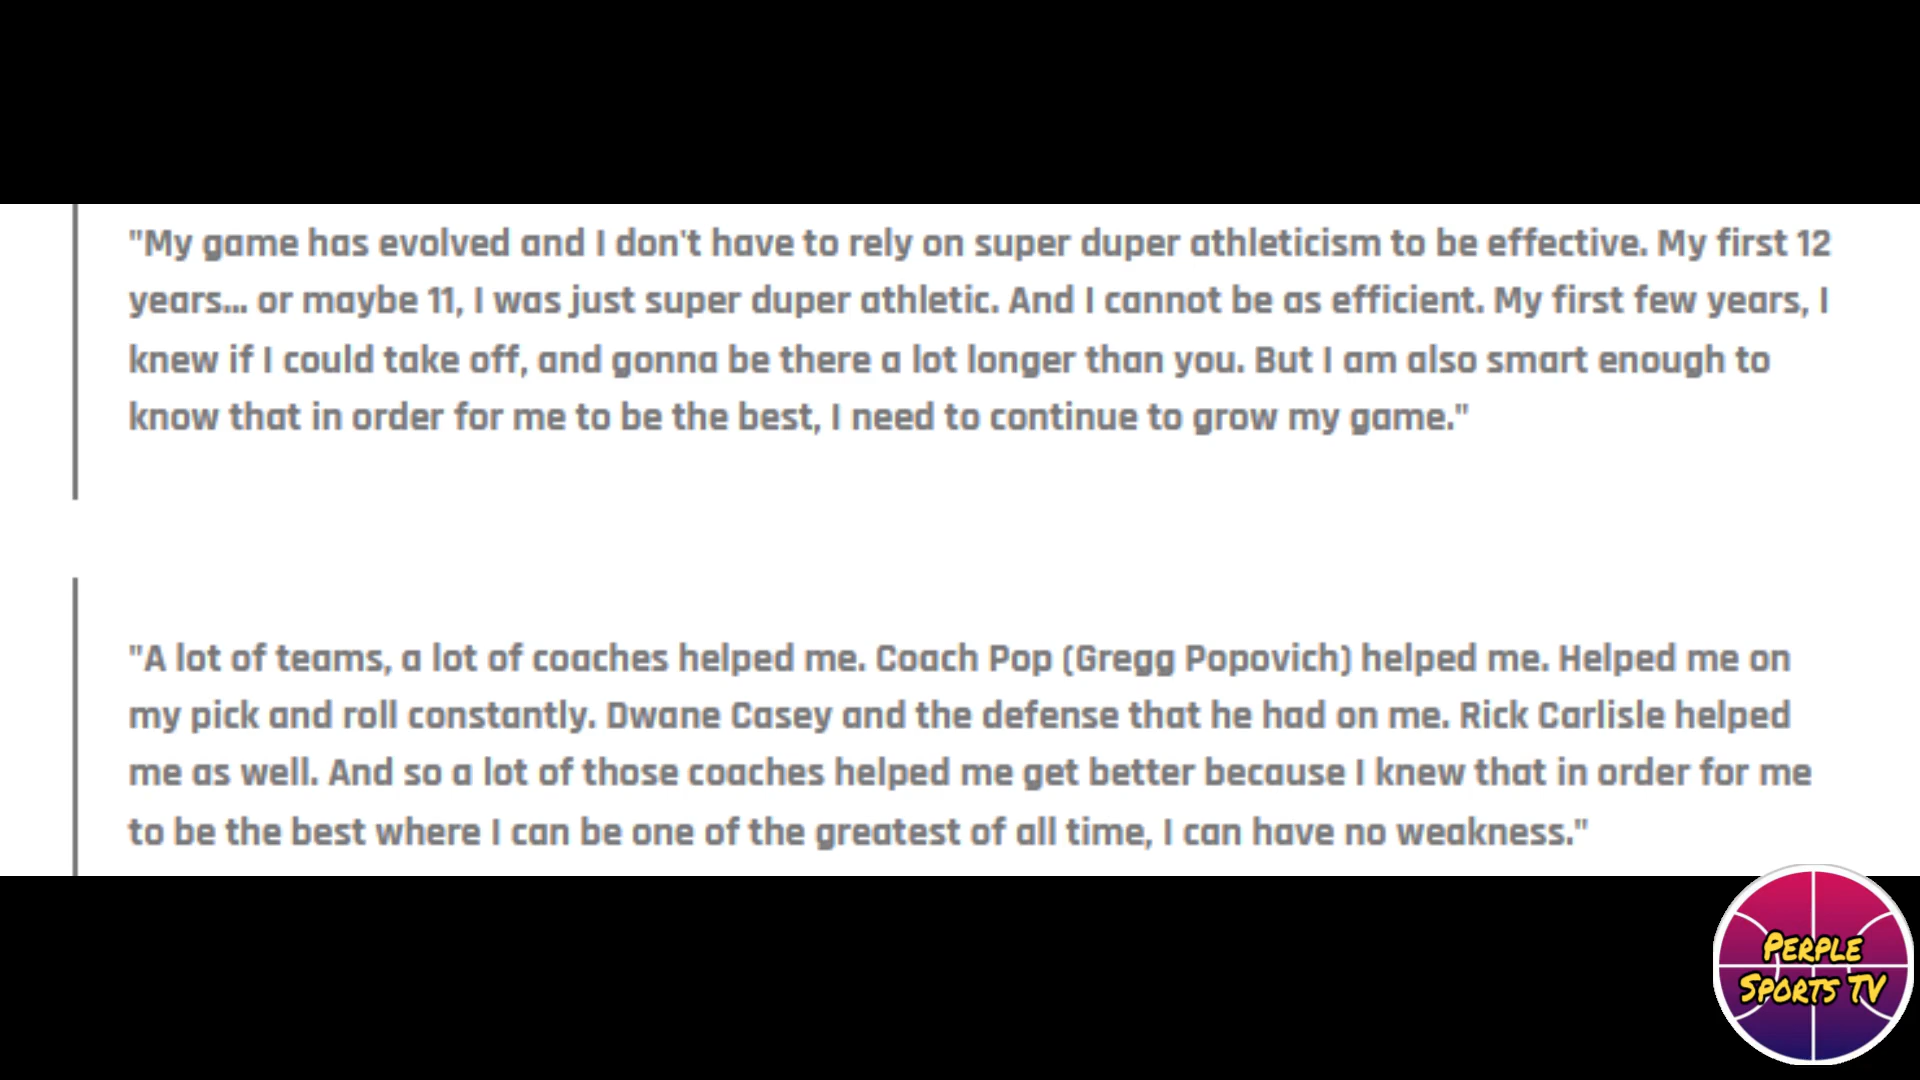 "My game has evolved and I don't have to rely on super duper athleticism to be effective. My first 12
years... or maybe 11, I was just super duper athletic. And I cannot be as efficient. My first few years, I
knew if I could take off, and gonna be there a lot longer than you. But I am also smart enough to
know that in order for me to be the best, I need to continue to grow my game."
"A lot of teams, a lot of coaches helped me. Coach Pop (Gregg Popovich) helped me. Helped me on
my pick and roll constantly. Dwane Casey and the defense that he had on me. Rick Carlisle helped
me as well. And so a lot of those coaches helped me get better because I knew that in order for me
to be the best where I can be one of the greatest of all time, I can have no weakness."
PERPLE
SPORTS TV